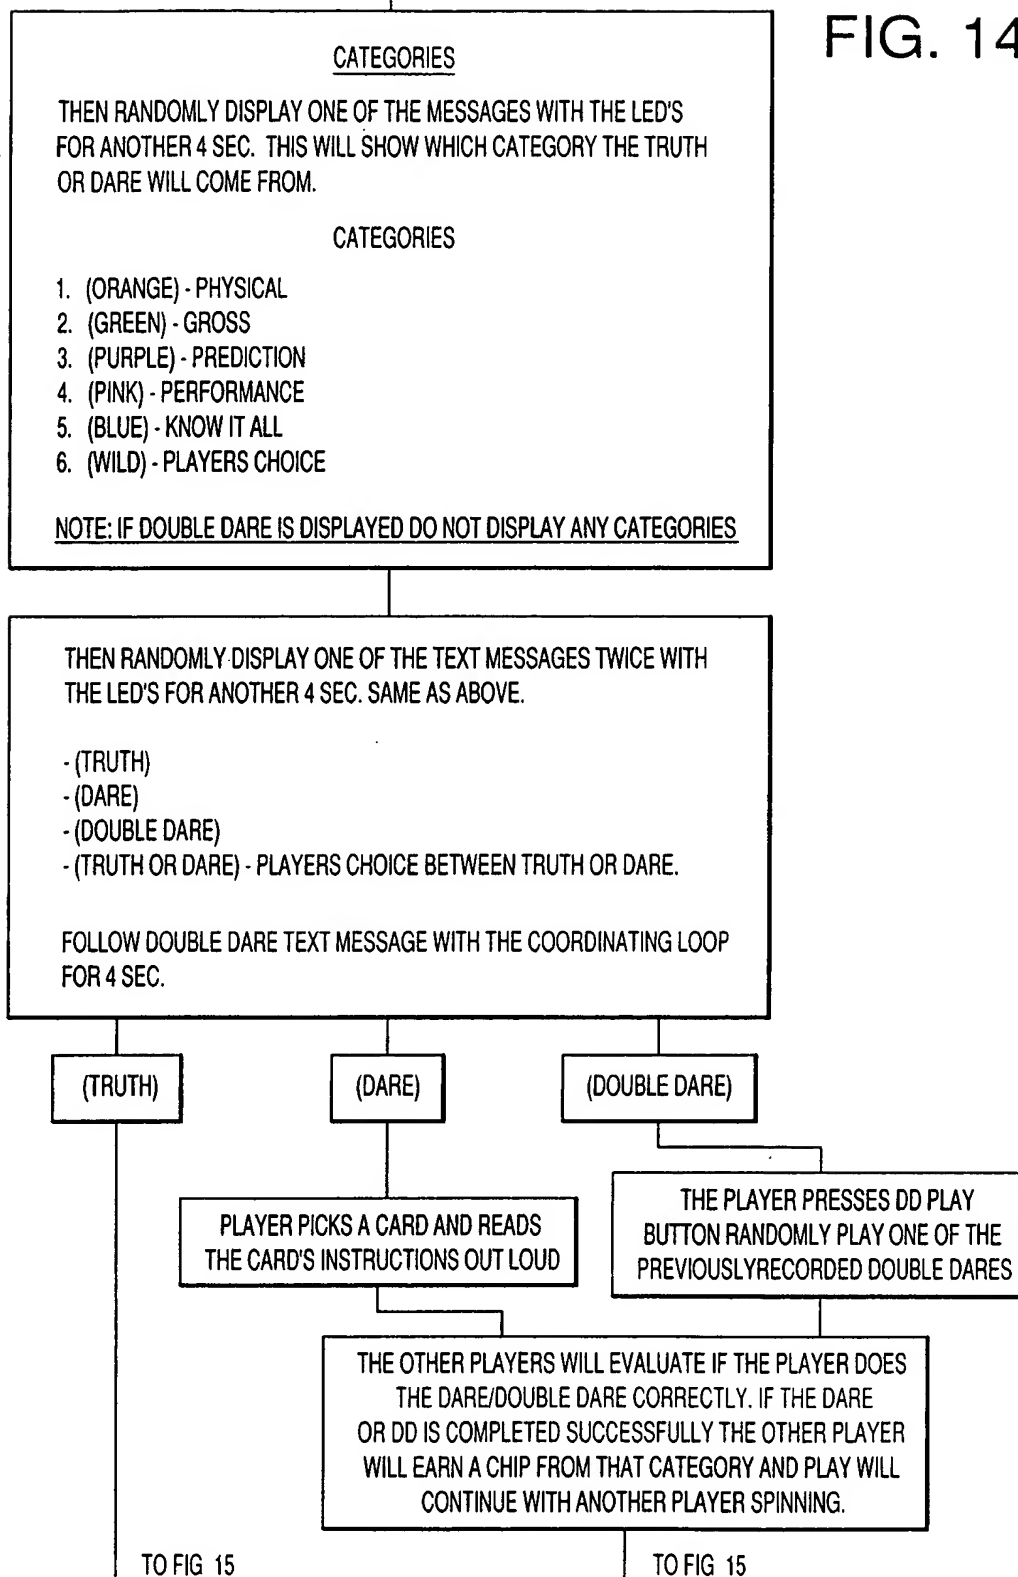 FIG. 14
CATEGORIES
THEN RANDOMLY DISPLAY ONE OF THE MESSAGES WITH THE LED'S
FOR ANOTHER 4 SEC. THIS WILL SHOW WHICH CATEGORY THE TRUTH
OR DARE WILL COME FROM.
CATEGORIES
1. (ORANGE) - PHYSICAL
2. (GREEN) - GROSS
3. (PURPLE) - PREDICTION
4. (PINK) - PERFORMANCE
5. (BLUE) - KNOW IT ALL
6. (WILD) - PLAYERS CHOICE
NOTE: IF DOUBLE DARE IS DISPLAYED DO NOT DISPLAY ANY CATEGORIES
THEN RANDOMLY DISPLAY ONE OF THE TEXT MESSAGES TWICE WITH
THE LED'S FOR ANOTHER 4 SEC. SAME AS ABOVE.
- (TRUTH)
- (DARE)
- (DOUBLE DARE)
- (TRUTH OR DARE) - PLAYERS CHOICE BETWEEN TRUTH OR DARE.
FOLLOW DOUBLE DARE TEXT MESSAGE WITH THE COORDINATING LOOP
FOR 4 SEC.
(TRUTH)
(DARE)
(DOUBLE DARE)
PLAYER PICKS A CARD AND READS
THE CARD'S INSTRUCTIONS OUT LOUD
THE PLAYER PRESSES DD PLAY
BUTTON RANDOMLY PLAY ONE OF THE
PREVIOUSLYRECORDED DOUBLE DARES
THE OTHER PLAYERS WILL EVALUATE IF THE PLAYER DOES
THE DARE/DOUBLE DARE CORRECTLY. IF THE DARE
OR DD IS COMPLETED SUCCESSFULLY THE OTHER PLAYER
WILL EARN A CHIP FROM THAT CATEGORY AND PLAY WILL
CONTINUE WITH ANOTHER PLAYER SPINNING.
TO FIG 15
TO FIG 15